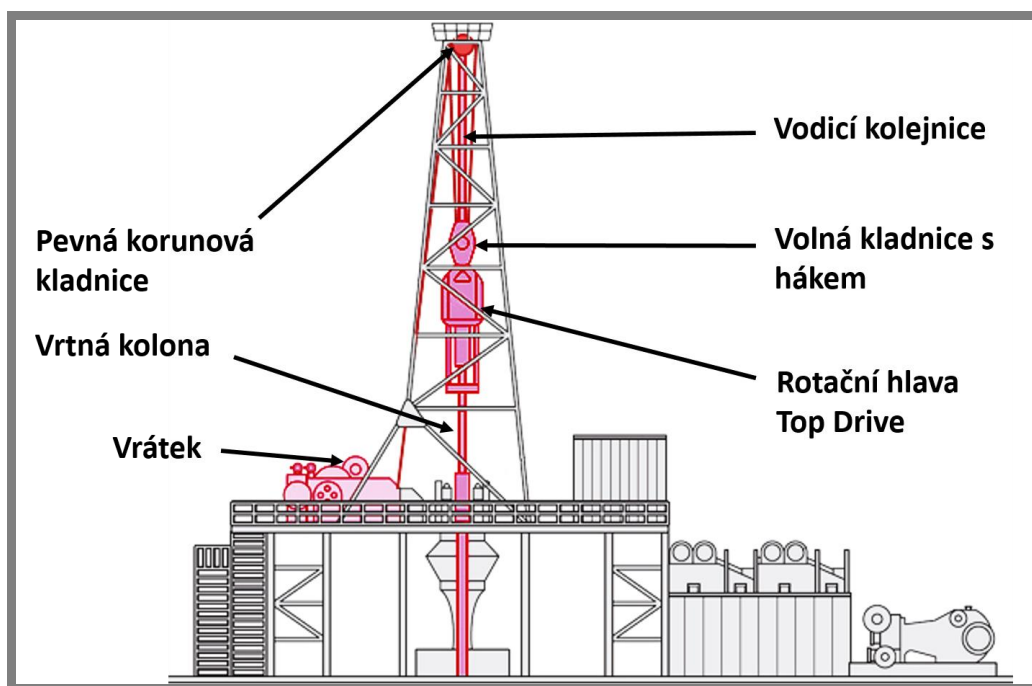 Vodicí kolejnice
Pevná korunová
kladnice
Volná kladnice s
hákem
Vrtná kolona
Rotační hlava
Top Drive
Vrátek